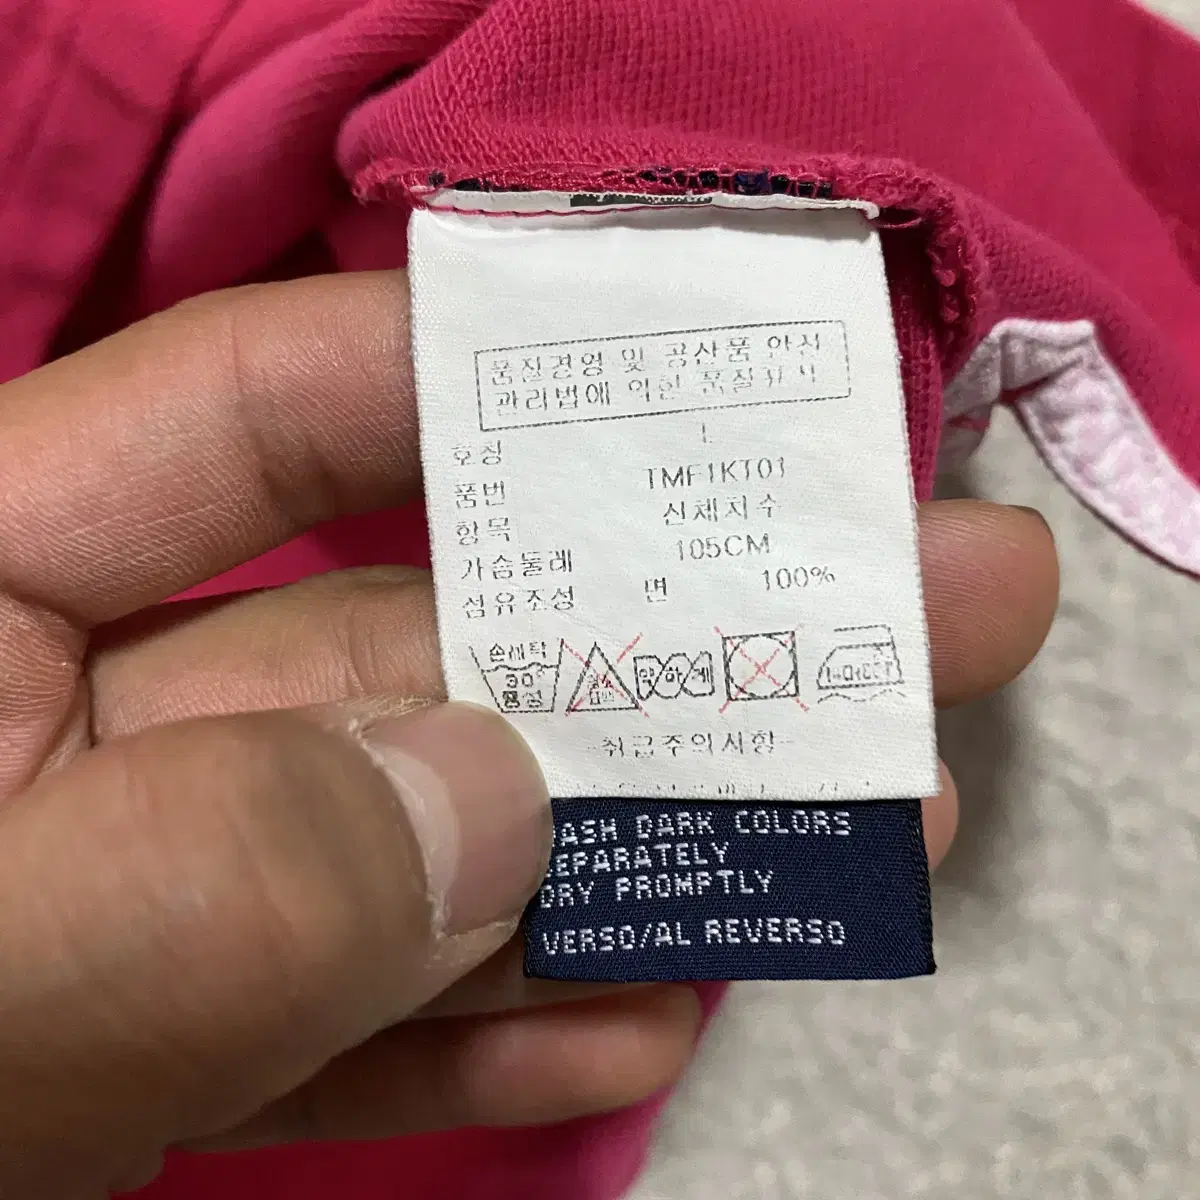 품질경영 및 공산품 안전
관리법에 의한 품질표시
호칭 L
품번 TMF1KT01
항목 신체치수
가슴둘레 105CM
섬유조성 면 100%
손세탁
30°
중성
약하게
취급주의사항
DARK COLORS
DRY PROMPTLY
VERSO/AL REVERSO